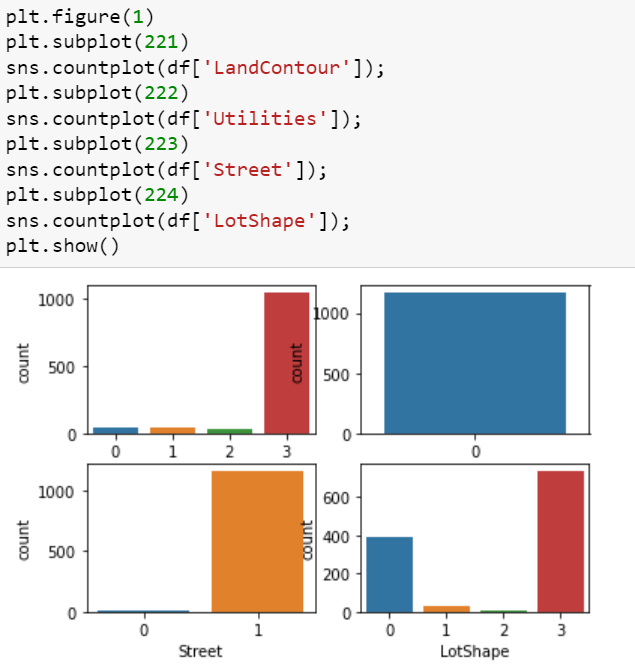 plt.figure(1)
plt.subplot(221)
sns.countplot(df['LandContour']);
plt.subplot(222)
sns.countplot(df['Utilities']);
plt.subplot(223)
sns.countplot(df['Street']);
plt.subplot(224)
sns.countplot(df['LotShape']);
plt.show()
1000
500
0
count
0 1 2 3
1000
500
0
count
0
1000
500
0
count
0 1
Street
600
400
200
0
count
0 1 2 3
LotShape